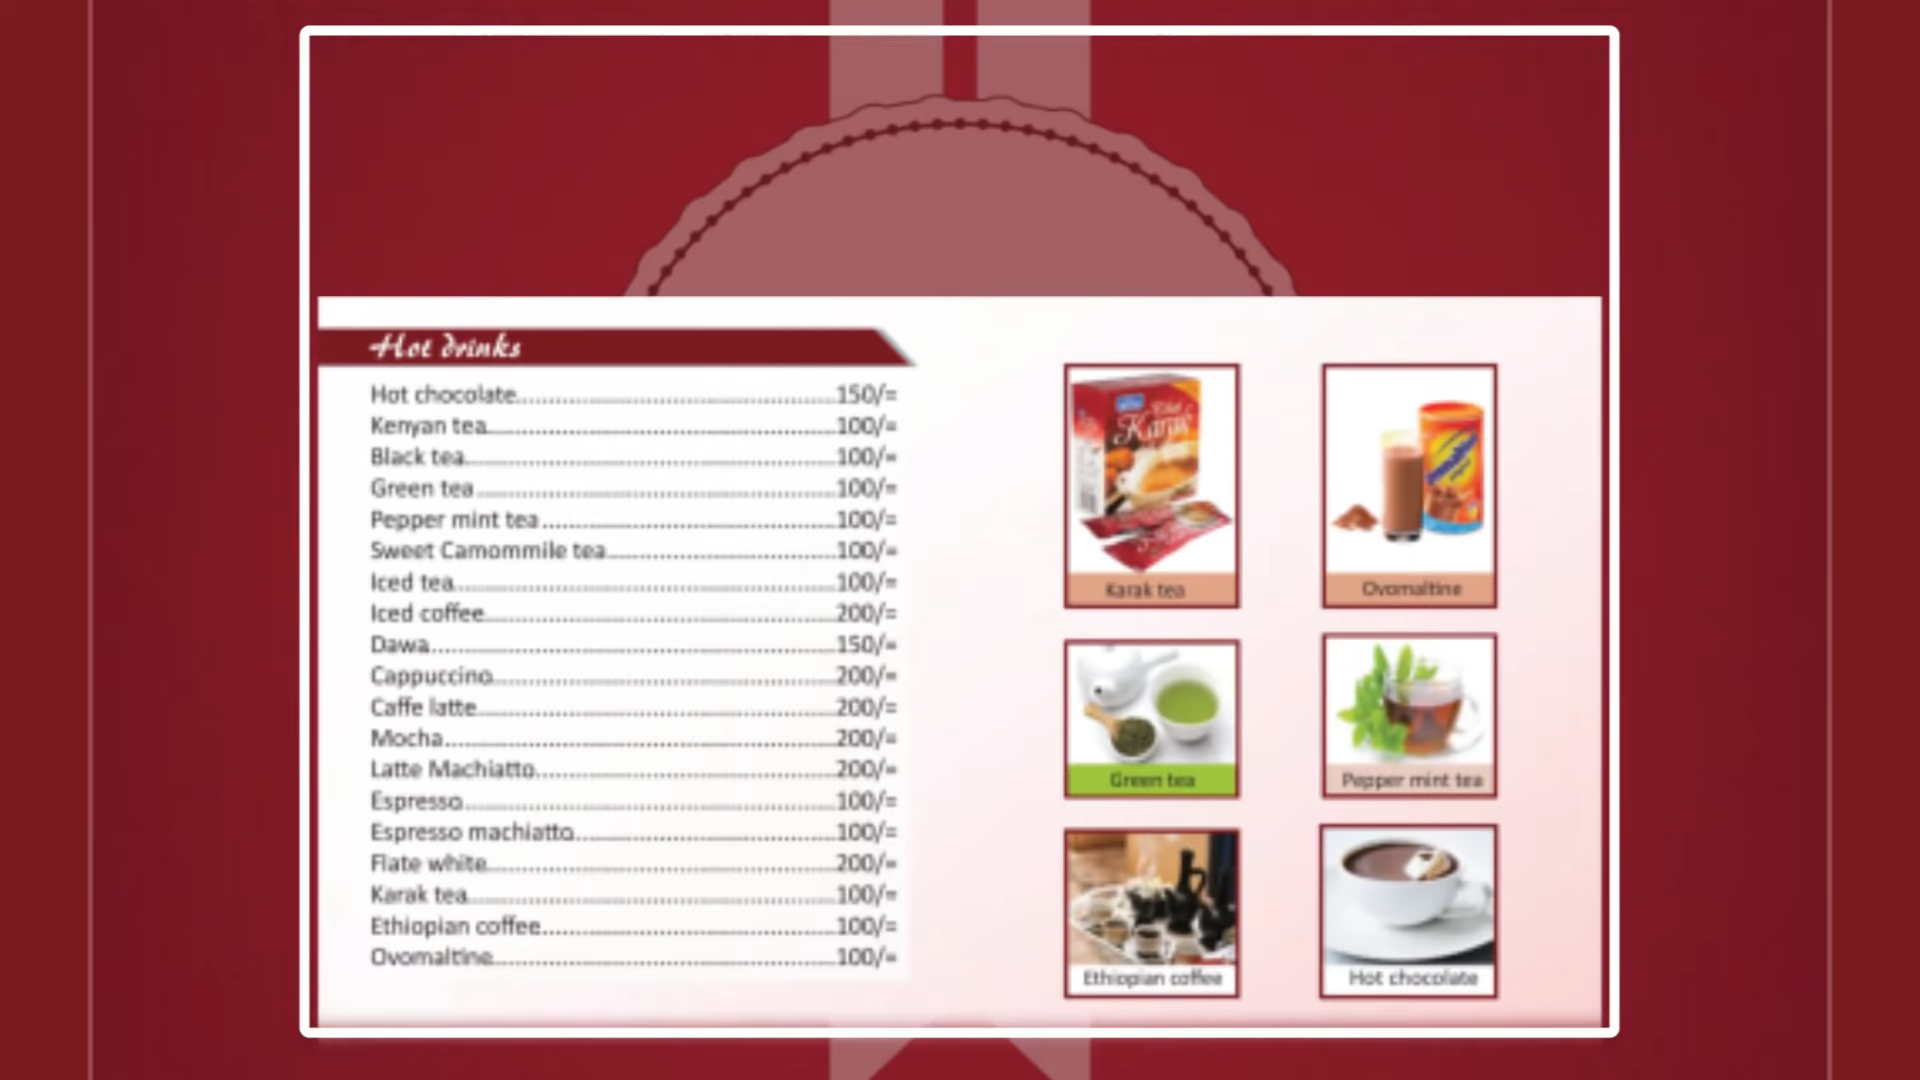 Hot drinks
Hot chocolate....................150/=
Kenyan tea....................100/=
Black tea....................100/=
Green tea....................100/=
Pepper mint tea....................100/=
Sweet Camommile tea....................100/=
Iced tea....................100/=
Iced coffee....................200/=
Dawa....................150/=
Cappuccino....................200/=
Caffe latte....................200/=
Mocha....................200/=
Latte Machiatto....................200/=
Espresso....................100/=
Espresso machiatto....................100/=
Flate white....................200/=
Karak tea....................100/=
Ethiopian coffee....................100/=
Ovomaltine....................100/=
Karak
Karak tea
Ovomaltine
Green tea
Pepper mint tea
Ethiopian coffee
Hot chocolate